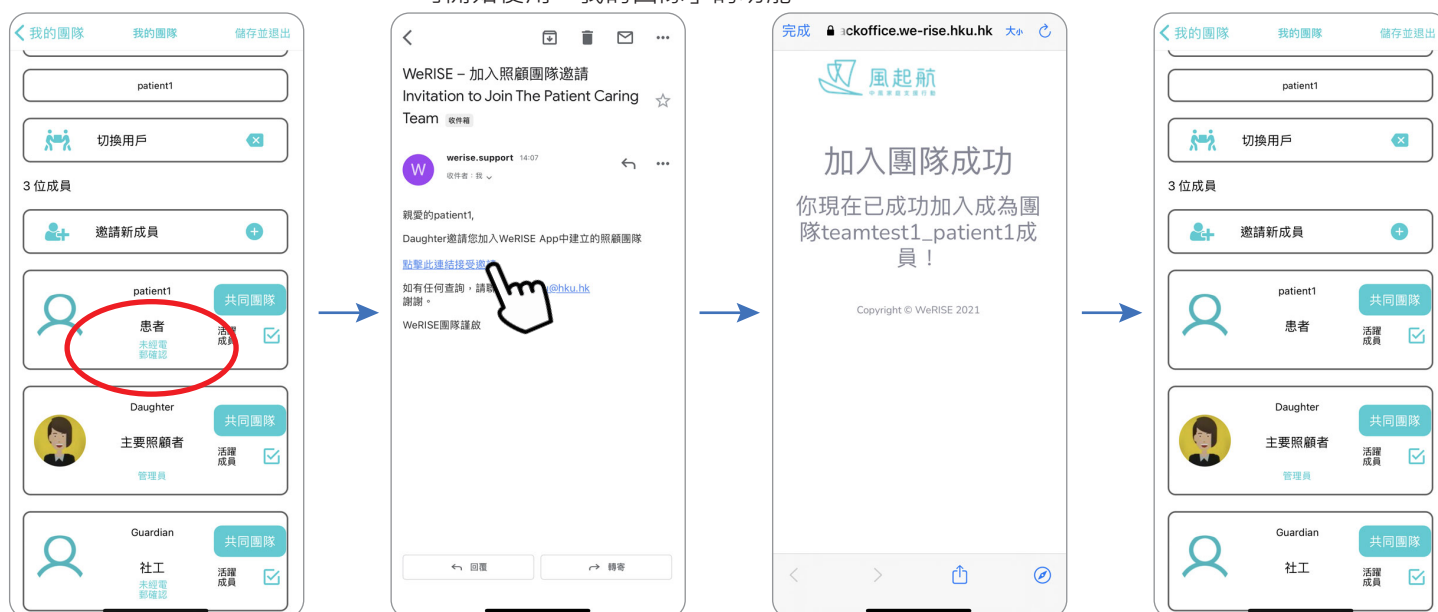 我的團隊 我的團隊 儲存並退出
patient1
切換用戶
3 位成員
邀請新成員
patient1
共同團隊
患者
未經電
郵確認
活躍
成員
Daughter
共同團隊
主要照顧者
活躍
成員
管理員
Guardian
共同團隊
社工
未經電
郵確認
活躍
成員
WeRISE – 加入照顧團隊邀請
Invitation to Join The Patient Caring
Team 收件箱
W
werise.support 14:07
收件者：我
親愛的patient1,
Daughter邀請您加入WeRISE App中建立的照顧團隊
點擊此連結接受邀
如有任何查詢，請聯 @hku.hk
謝謝。
WeRISE團隊謹啟
回覆 轉寄
完成 ckoffice.we-rise.hku.hk 大小
風起航
加入團隊成功
你現在已成功加入成為團
隊teamtest1_patient1成
員！
Copyright © WeRISE 2021
我的團隊 我的團隊 儲存並退出
patient1
切換用戶
3 位成員
邀請新成員
patient1
共同團隊
患者
活躍
成員
Daughter
共同團隊
主要照顧者
活躍
成員
管理員
Guardian
共同團隊
社工
活躍
成員